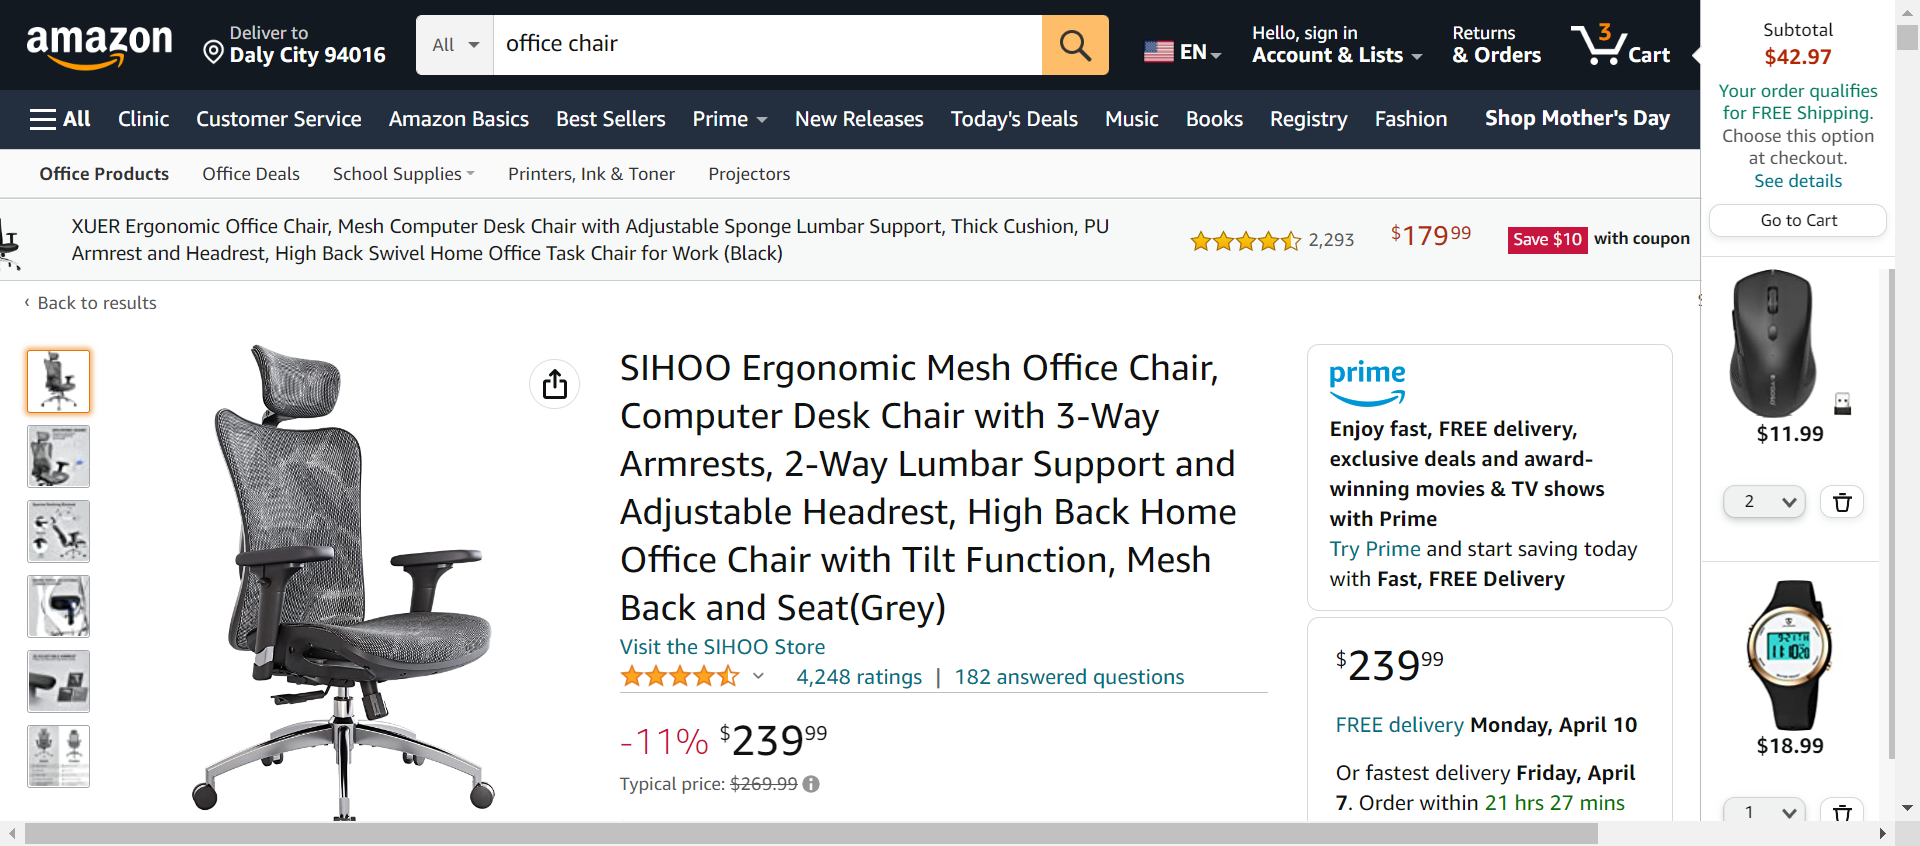 amazon
Deliver to
Daly City 94016
All
office chair
EN
Hello, sign in
Account & Lists
Returns
& Orders
3
Cart
All
Clinic
Customer Service
Amazon Basics
Best Sellers
Prime
New Releases
Today's Deals
Music
Books
Registry
Fashion
Shop Mother's Day
Office Products
Office Deals
School Supplies
Printers, Ink & Toner
Projectors
XUER Ergonomic Office Chair, Mesh Computer Desk Chair with Adjustable Sponge Lumbar Support, Thick Cushion, PU
Armrest and Headrest, High Back Swivel Home Office Task Chair for Work (Black)
2,293
$179.99
Save $10 with coupon
‹ Back to results
SIHOO Ergonomic Mesh Office Chair,
Computer Desk Chair with 3-Way
Armrests, 2-Way Lumbar Support and
Adjustable Headrest, High Back Home
Office Chair with Tilt Function, Mesh
Back and Seat(Grey)
Visit the SIHOO Store
4,248 ratings | 182 answered questions
-11% $239.99
Typical price: $269.99
prime
Enjoy fast, FREE delivery,
exclusive deals and award-
winning movies & TV shows
with Prime
Try Prime and start saving today
with Fast, FREE Delivery
$239.99
FREE delivery Monday, April 10
Or fastest delivery Friday, April
7. Order within 21 hrs 27 mins
Subtotal
$42.97
Your order qualifies
for FREE Shipping.
Choose this option
at checkout.
See details
Go to Cart
$11.99
2
$18.99
1